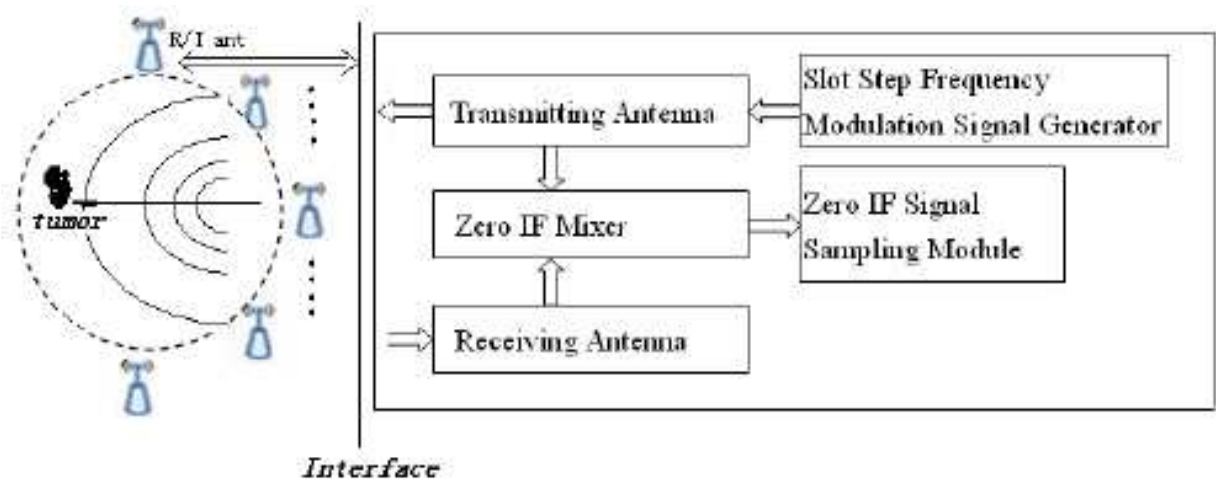 R/T ant
tumor
Transmitting Antenna
Slot Step Frequency
Modulation Signal Generator
Zero IF Mixer
Zero IF Signal
Sampling Module
Receiving Antenna
Interface